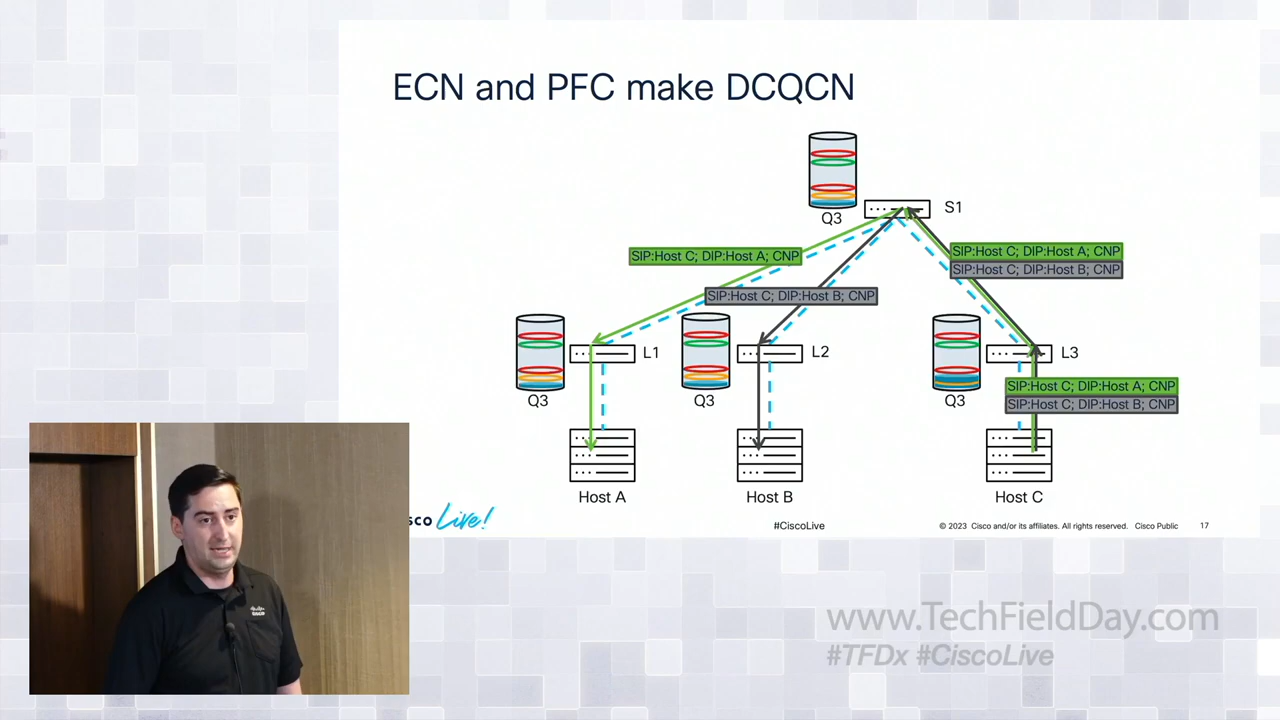 ECN and PFC make DCQCN
Q3
S1
SIP:Host C; DIP:Host A; CNP
SIP:Host C; DIP:Host A; CNP
SIP:Host C; DIP:Host B; CNP
SIP:Host C; DIP:Host B; CNP
L1
L2
L3
Q3
Q3
Q3
SIP:Host C; DIP:Host A; CNP
SIP:Host C; DIP:Host B; CNP
Host A
Host B
Host C
sco Live!
#CiscoLive
© 2023 Cisco and/or its affiliates. All rights reserved. Cisco Public
17
cisco
www.TechFieldDay.com
#TFDx #CiscoLive